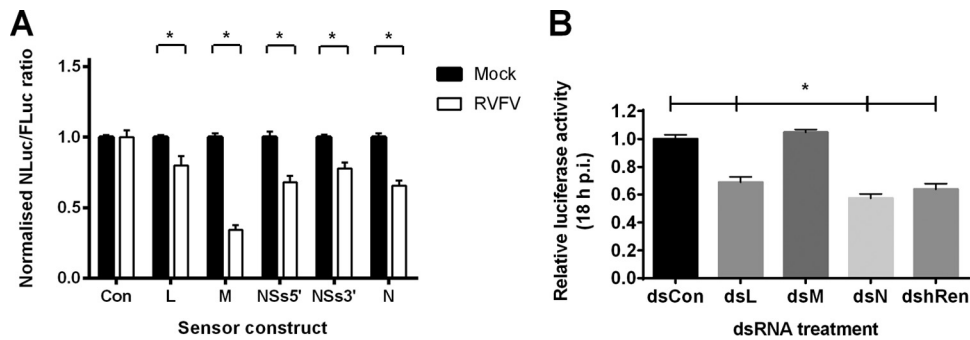 A
Normalised NLuc/FLuc ratio
* * * * *
1.5
1.0
0.5
0.0
Con L M NSs5' NSs3' N
Sensor construct
Mock
RVFV
B
Relative luciferase activity
(18 h p.i.)
*
1.2
1.0
0.8
0.6
0.4
0.2
0.0
dsCon dsL dsM dsN dshRen
dsRNA treatment